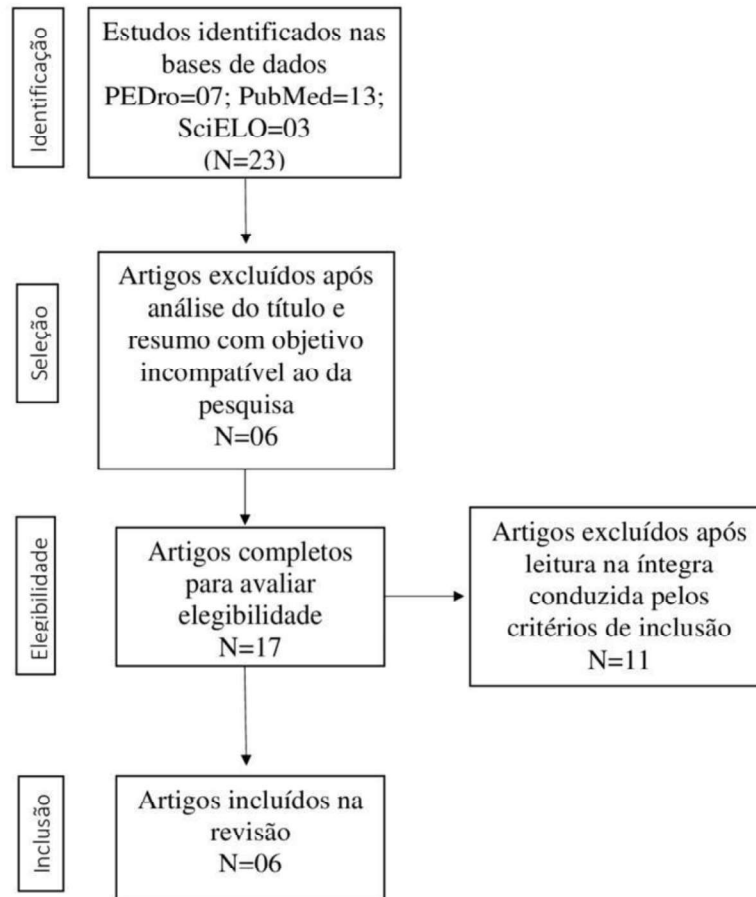 Identificação
Estudos identificados nas
bases de dados
PEDro=07; PubMed=13;
SciELO=03
(N=23)
Seleção
Artigos excluídos após
análise do título e
resumo com objetivo
incompatível ao da
pesquisa
N=06
Elegibilidade
Artigos completos
para avaliar
elegibilidade
N=17
Artigos excluídos após
leitura na íntegra
conduzida pelos
critérios de inclusão
N=11
Inclusão
Artigos incluídos na
revisão
N=06